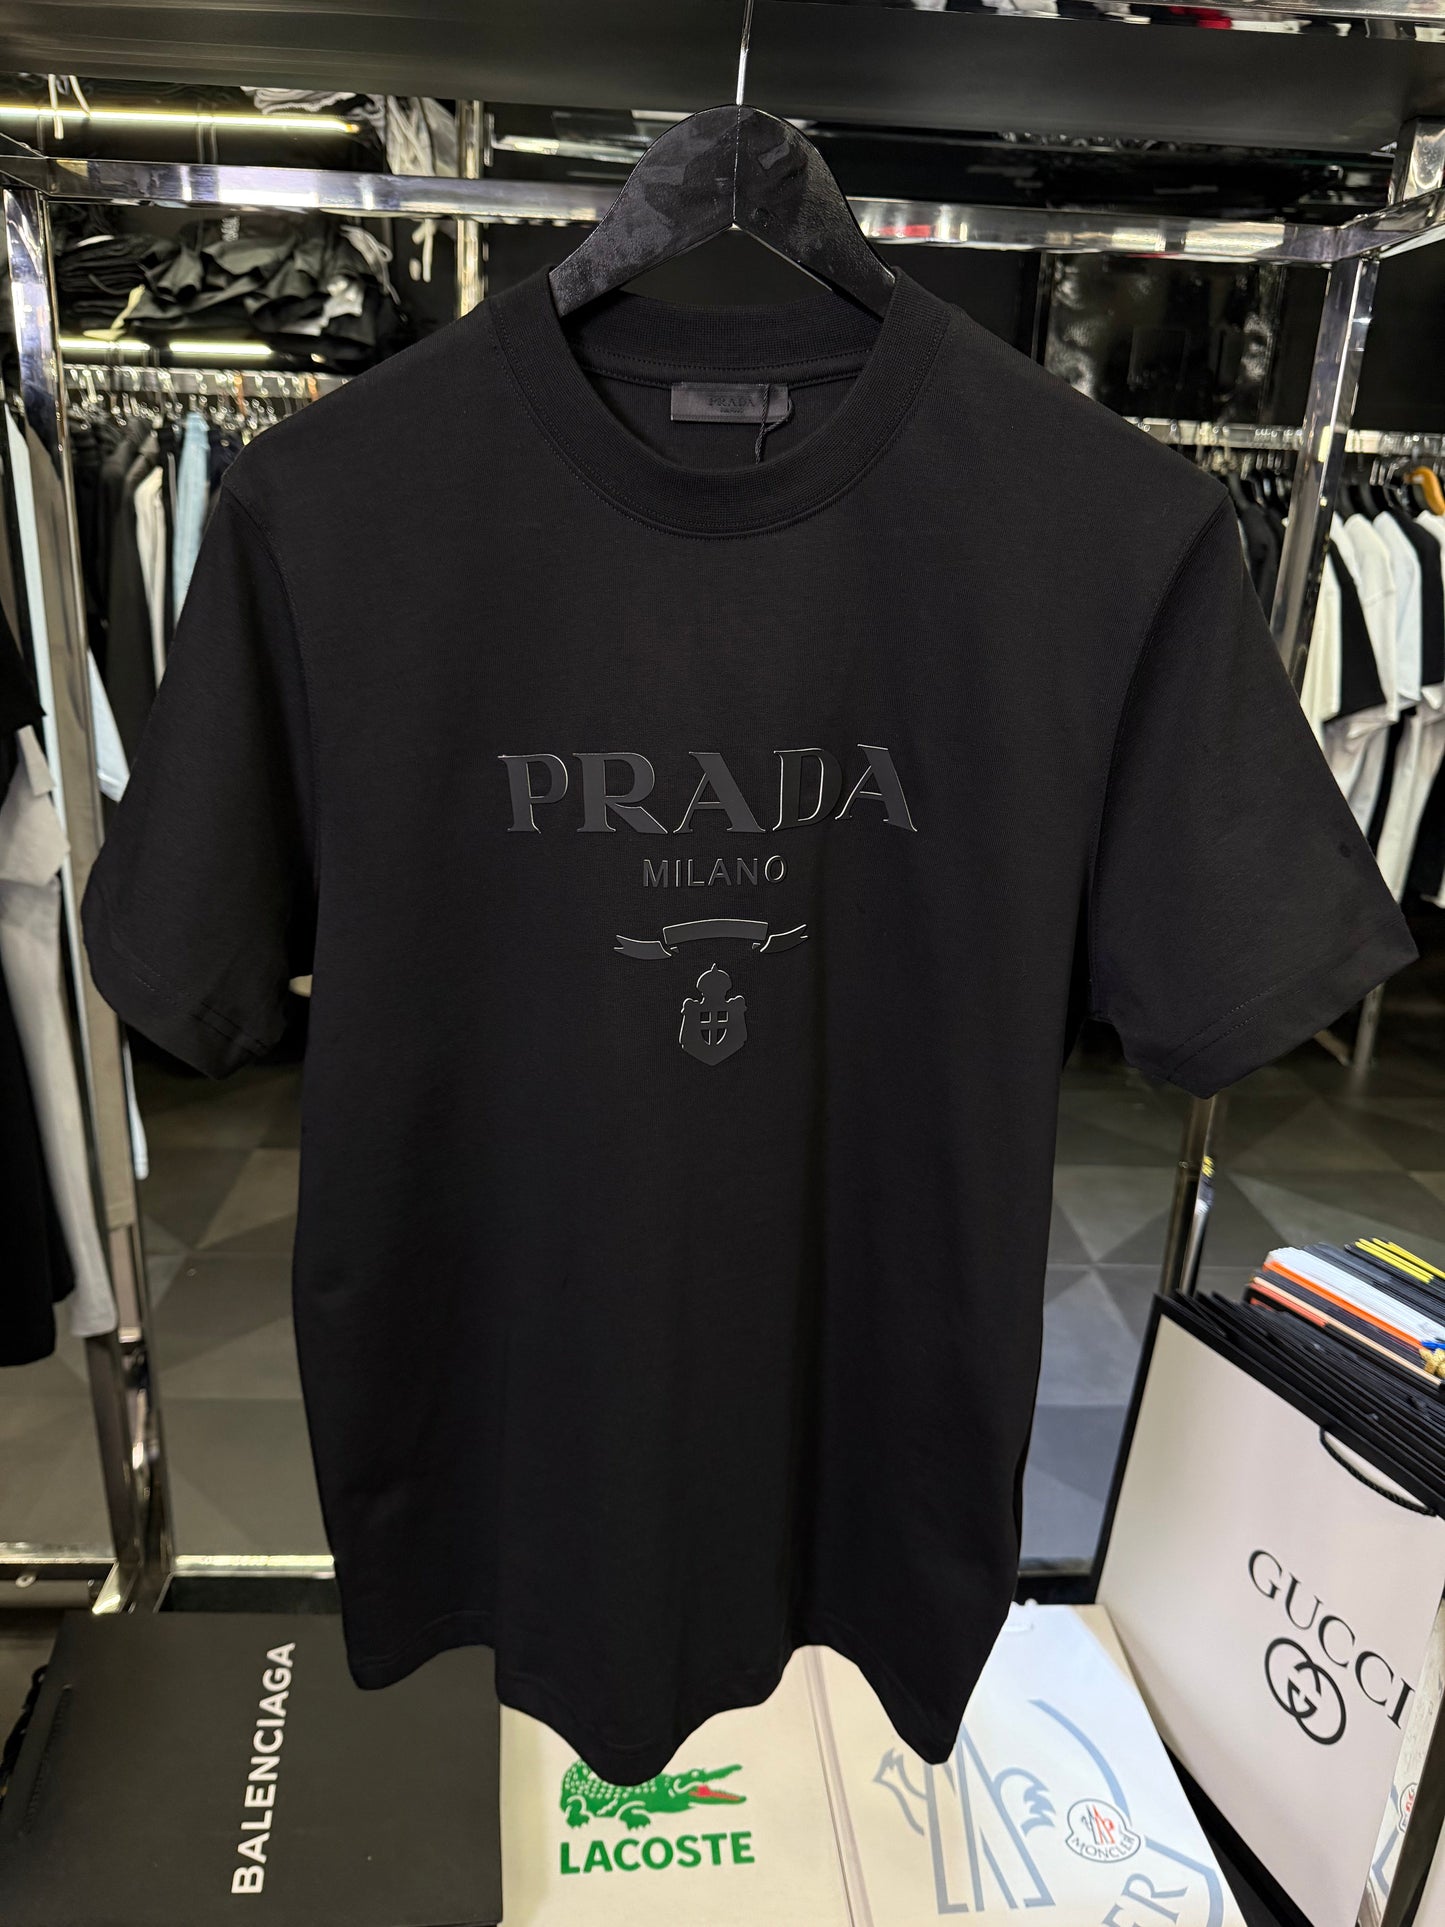 PRADA
PRADA
MILANO
BALENCIAGA
LACOSTE
MONCLER
GUCCI